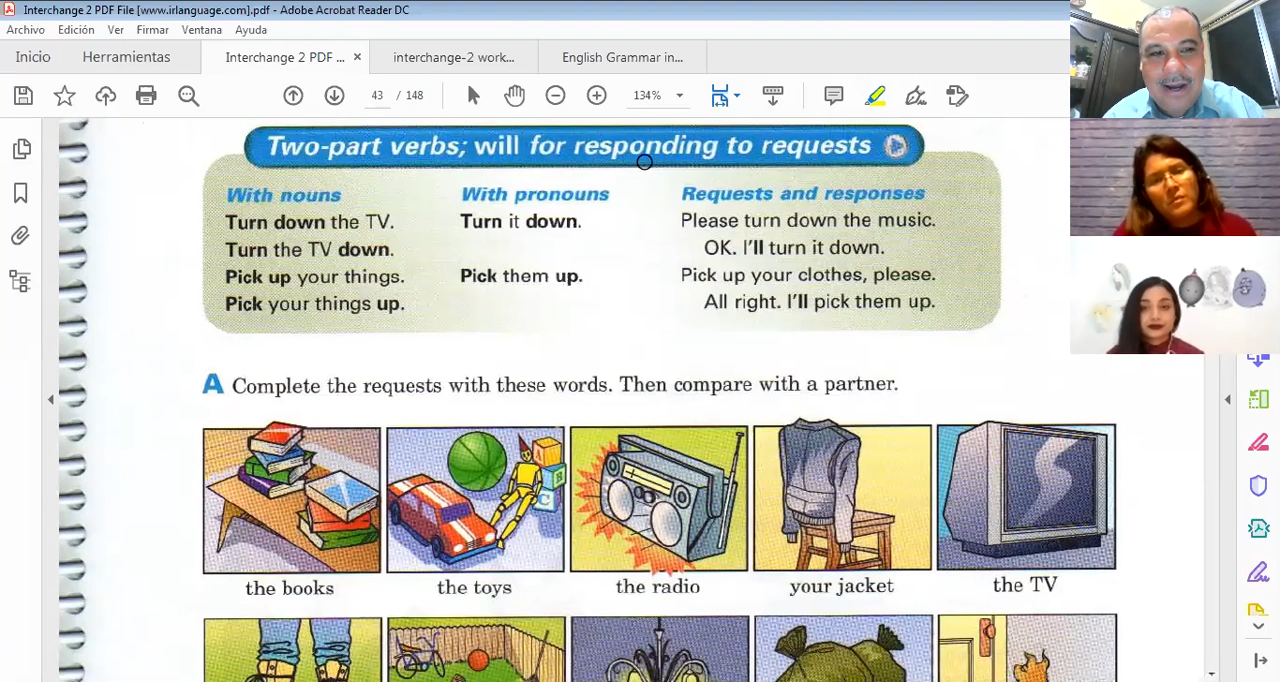 Interchange 2 PDF File [www.irlanguage.com].pdf - Adobe Acrobat Reader DC
Archivo Edición Ver Firmar Ventana Ayuda
Inicio Herramientas Interchange 2 PDF ... × interchange-2 work... English Grammar in...
43 / 148 134%
Two-part verbs; will for responding to requests
With nouns With pronouns Requests and responses
Turn down the TV. Turn it down. Please turn down the music.
Turn the TV down. OK. I'll turn it down.
Pick up your things. Pick them up. Pick up your clothes, please.
Pick your things up. All right. I'll pick them up.
A Complete the requests with these words. Then compare with a partner.
the books the toys the radio your jacket the TV